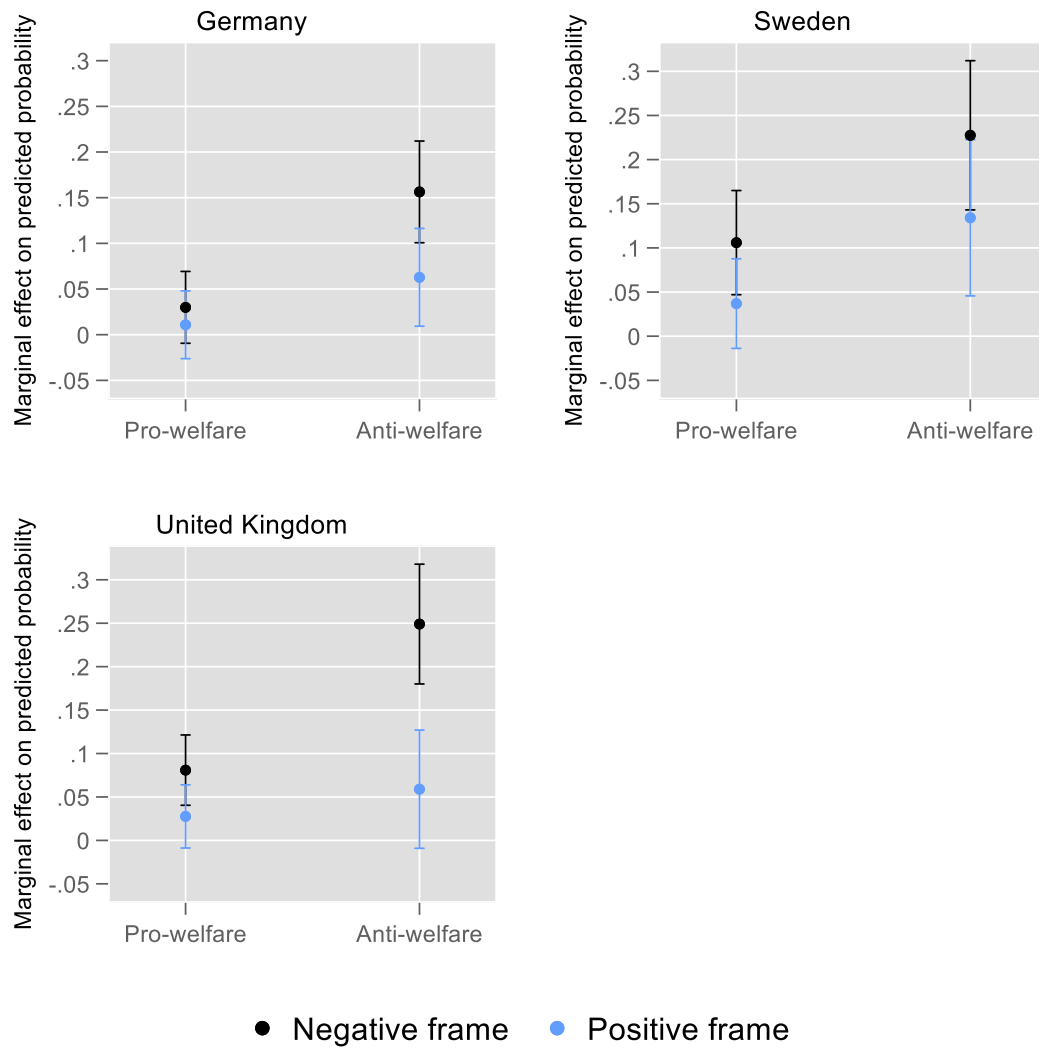 Germany
Marginal effect on predicted probability
.3
.25
.2
.15
.1
.05
0
-.05
Pro-welfare
Anti-welfare
Sweden
Marginal effect on predicted probability
.3
.25
.2
.15
.1
.05
0
-.05
Pro-welfare
Anti-welfare
United Kingdom
Marginal effect on predicted probability
.3
.25
.2
.15
.1
.05
0
-.05
Pro-welfare
Anti-welfare
Negative frame
Positive frame